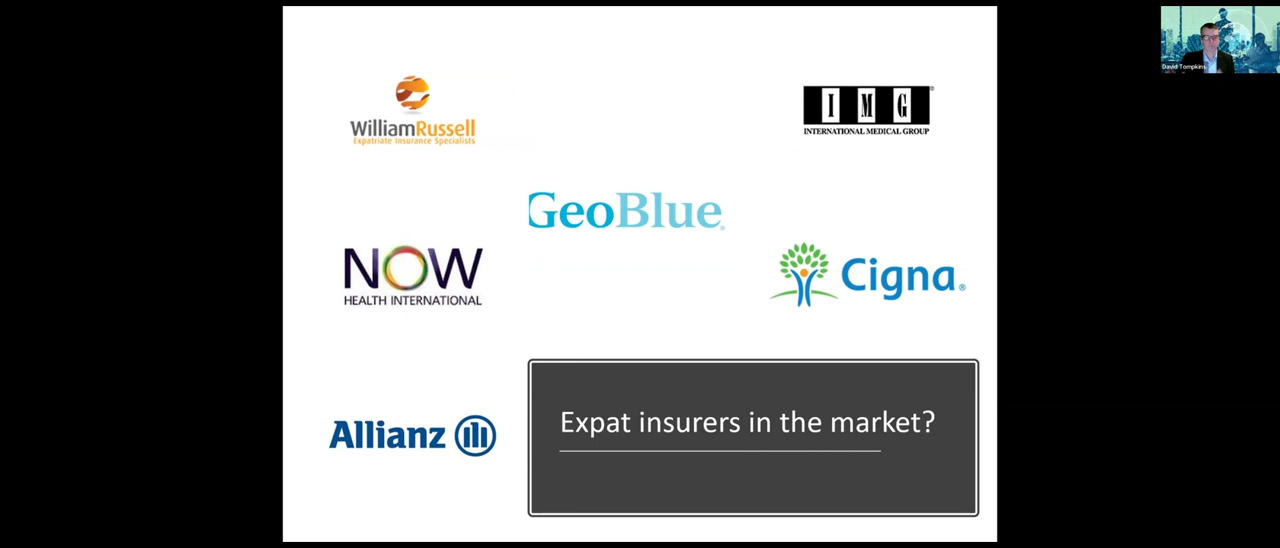 WilliamRussell
Expatriate Insurance Specialists
IMG®
INTERNATIONAL MEDICAL GROUP
GeoBlue®
NOW
HEALTH INTERNATIONAL
Cigna®
Allianz
Expat insurers in the market?
David Tompkins